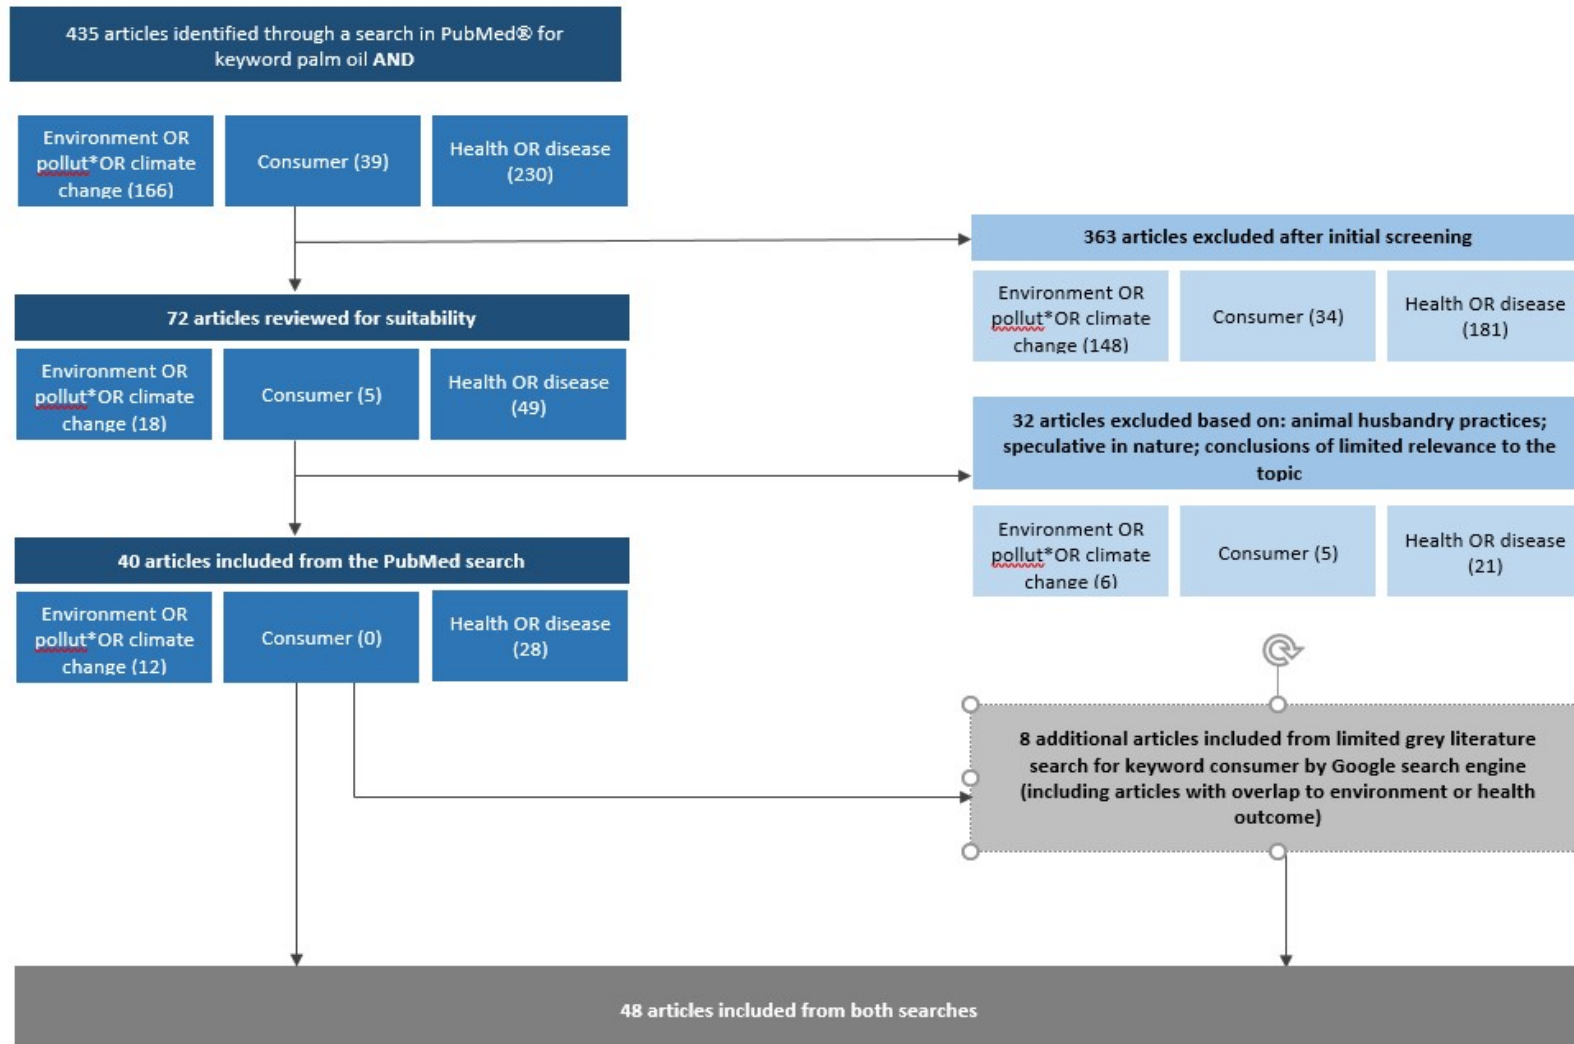 435 articles identified through a search in PubMed® for
keyword palm oil AND
Environment OR
pollut*OR climate
change (166)
Consumer (39)
Health OR disease
(230)
363 articles excluded after initial screening
Environment OR
pollut*OR climate
change (148)
Consumer (34)
Health OR disease
(181)
72 articles reviewed for suitability
Environment OR
pollut*OR climate
change (18)
Consumer (5)
Health OR disease
(49)
32 articles excluded based on: animal husbandry practices;
speculative in nature; conclusions of limited relevance to the
topic
Environment OR
pollut*OR climate
change (6)
Consumer (5)
Health OR disease
(21)
40 articles included from the PubMed search
Environment OR
pollut*OR climate
change (12)
Consumer (0)
Health OR disease
(28)
8 additional articles included from limited grey literature
search for keyword consumer by Google search engine
(including articles with overlap to environment or health
outcome)
48 articles included from both searches